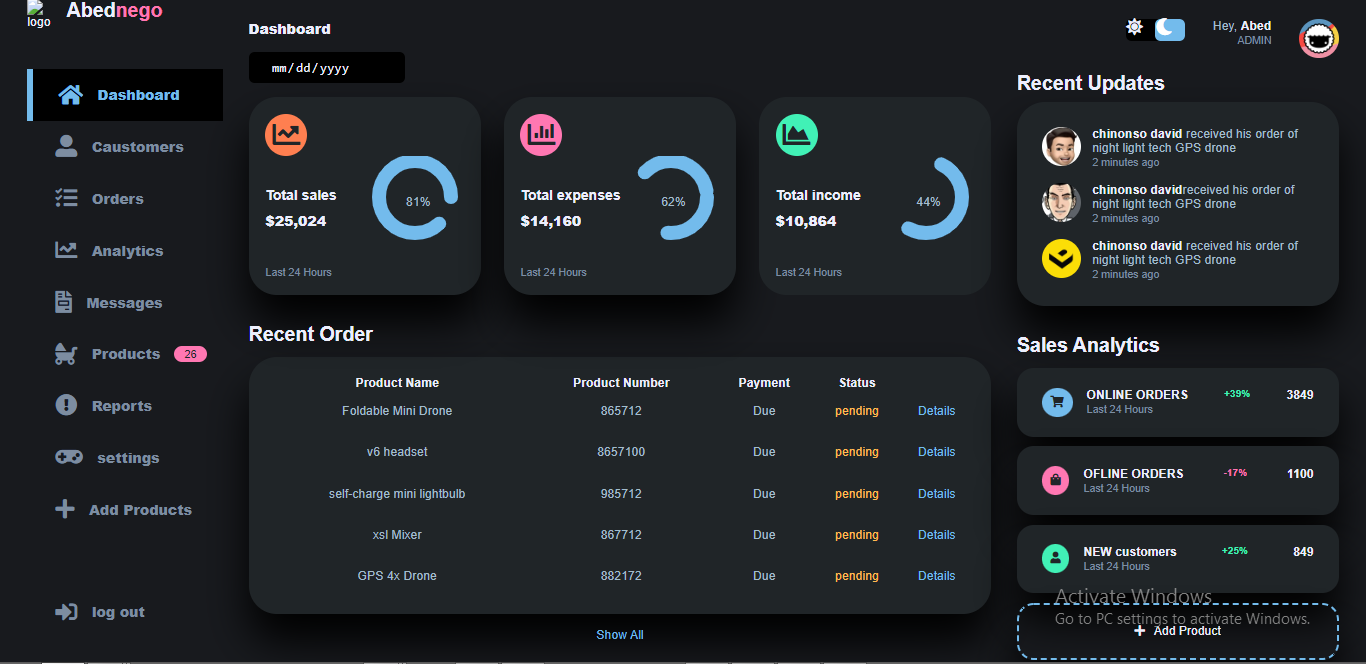 logo
Abednego
Dashboard
Caustomers
Orders
Analytics
Messages
Products 26
Reports
settings
Add Products
log out
Dashboard
mm/dd/yyyy
Total sales
$25,024
81%
Last 24 Hours
Total expenses
$14,160
62%
Last 24 Hours
Total income
$10,864
44%
Last 24 Hours
Recent Order
Product Name Product Number Payment Status
Foldable Mini Drone 865712 Due pending Details
v6 headset 8657100 Due pending Details
self-charge mini lightbulb 985712 Due pending Details
xsl Mixer 867712 Due pending Details
GPS 4x Drone 882172 Due pending Details
Show All
Hey, Abed
ADMIN
Recent Updates
chinonso david received his order of
night light tech GPS drone
2 minutes ago
chinonso davidreceived his order of
night light tech GPS drone
2 minutes ago
chinonso david received his order of
night light tech GPS drone
2 minutes ago
Sales Analytics
ONLINE ORDERS +39% 3849
Last 24 Hours
OFLINE ORDERS -17% 1100
Last 24 Hours
NEW customers +25% 849
Last 24 Hours
Activate Windows
Go to PC settings to activate Windows.
Add Product